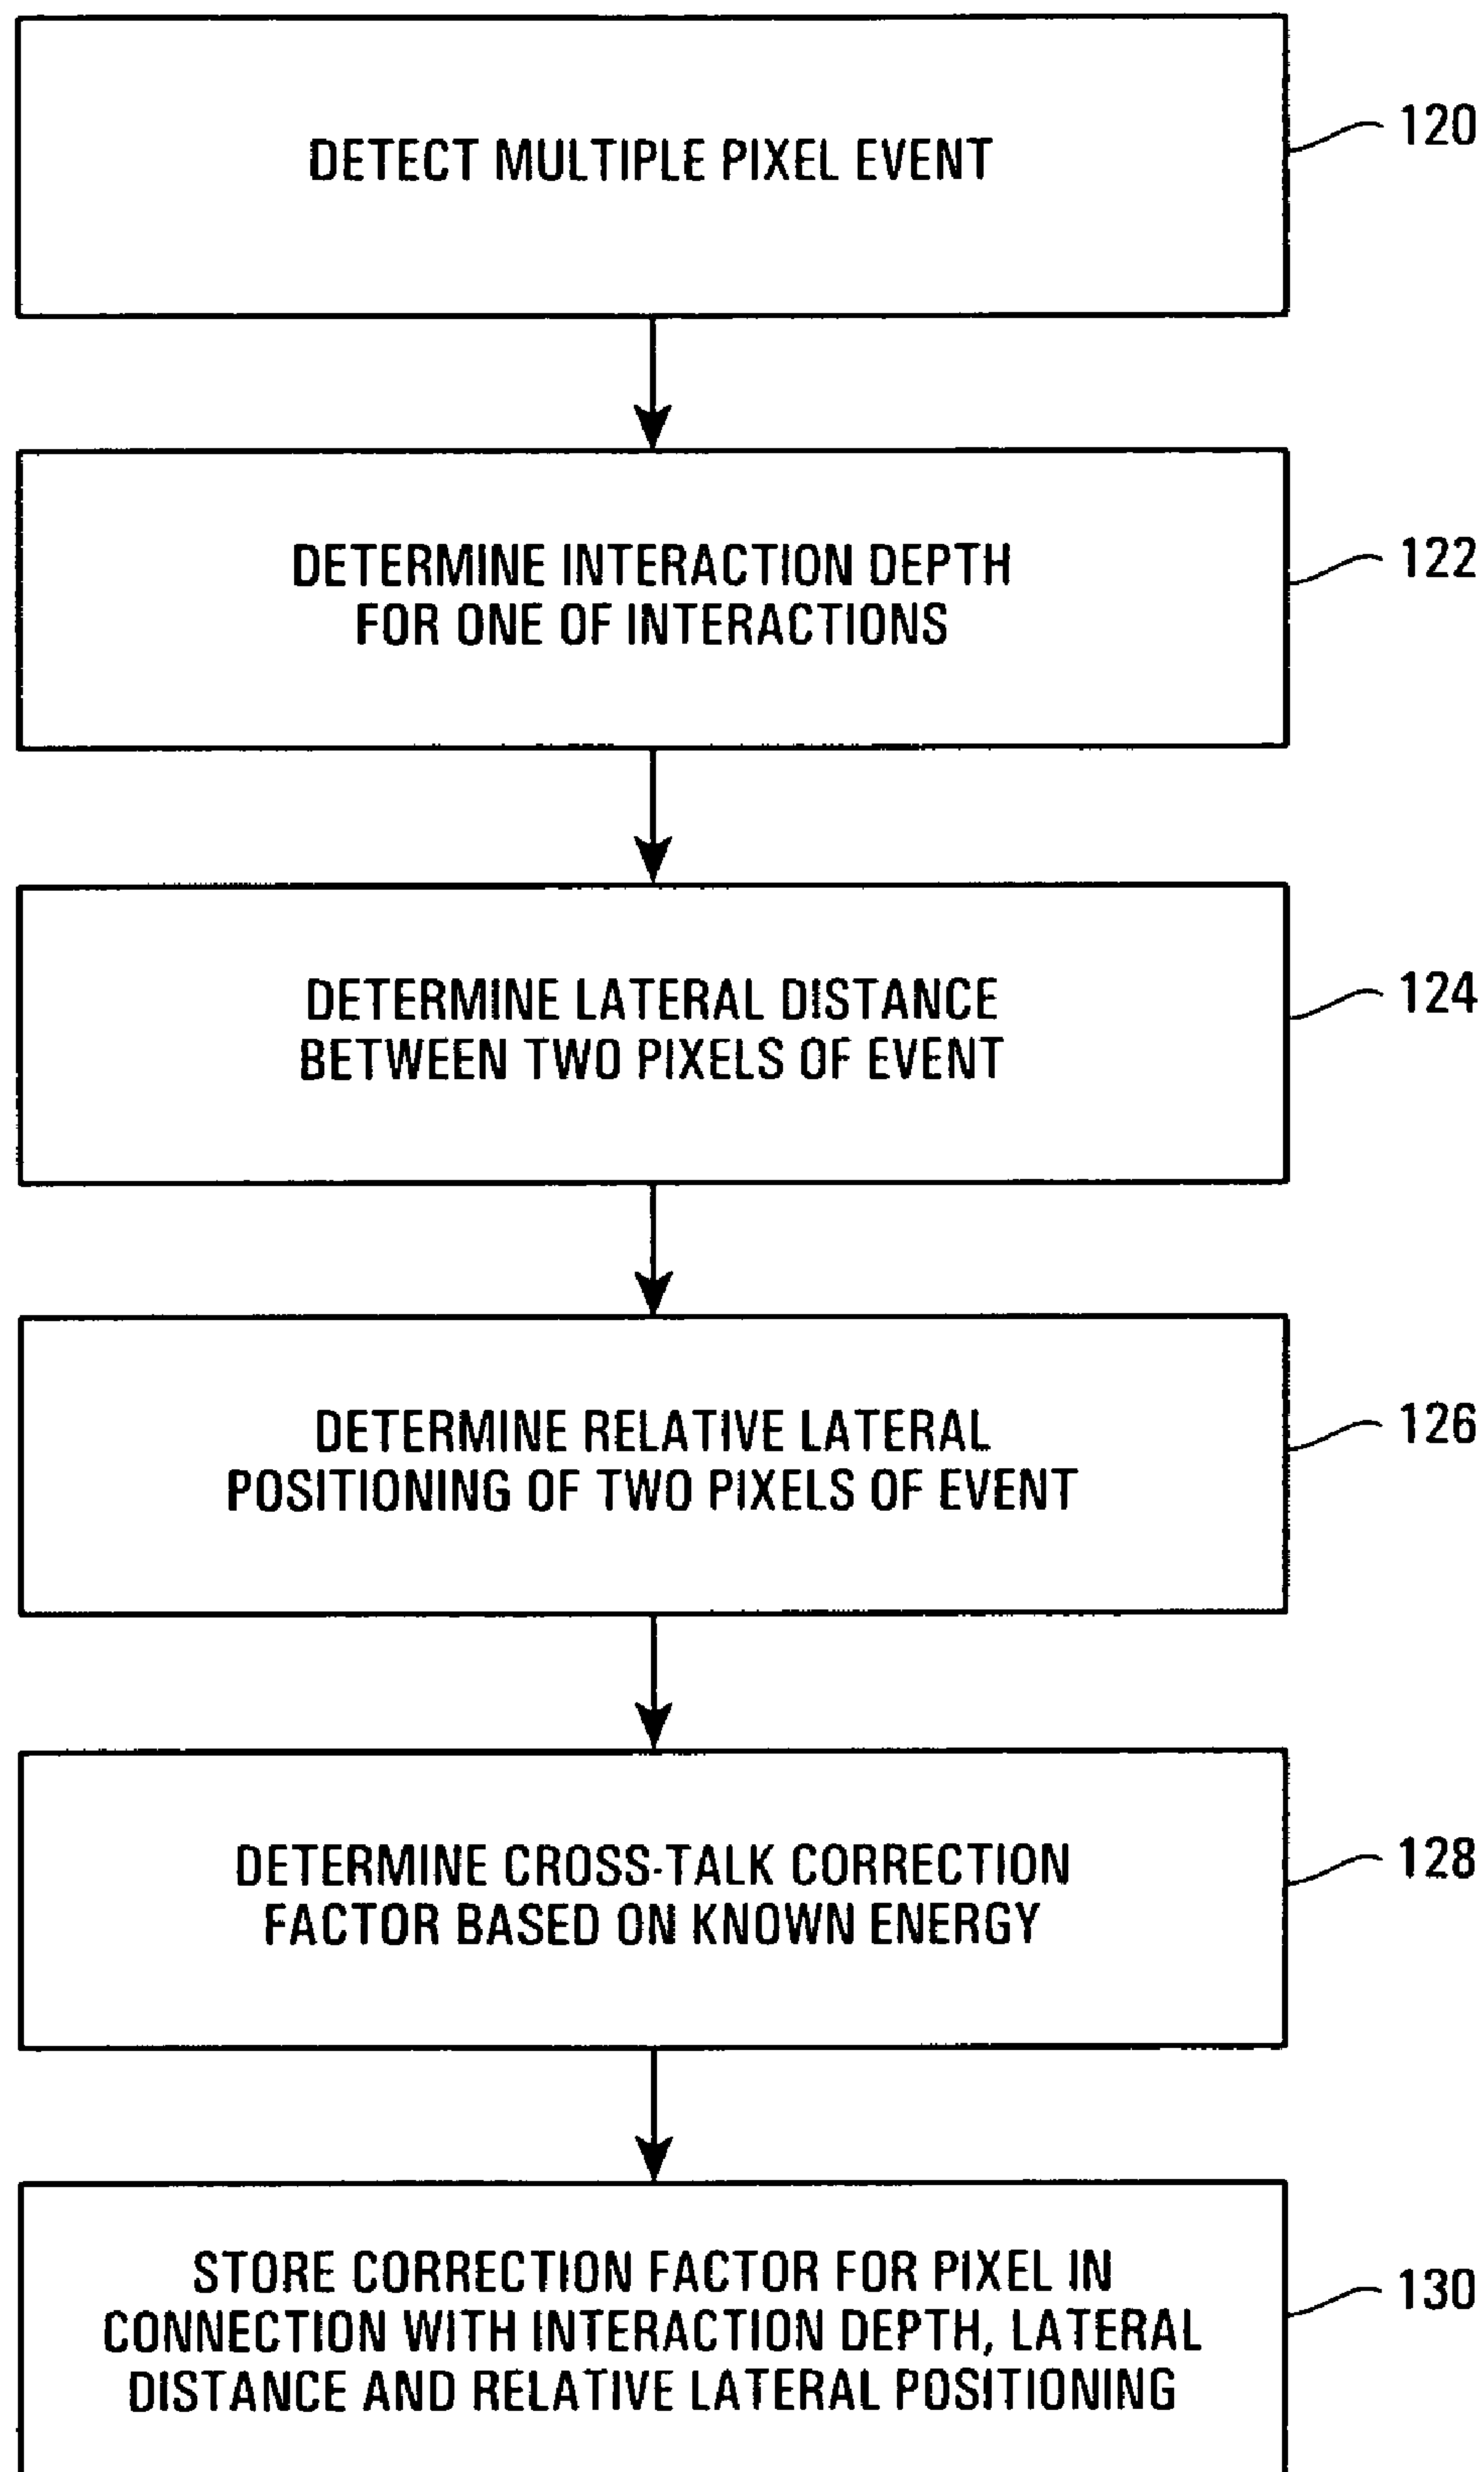 DETECT MULTIPLE PIXEL EVENT
120
DETERMINE INTERACTION DEPTH
FOR ONE OF INTERACTIONS
122
DETERMINE LATERAL DISTANCE
BETWEEN TWO PIXELS OF EVENT
124
DETERMINE RELATIVE LATERAL
POSITIONING OF TWO PIXELS OF EVENT
126
DETERMINE CROSS-TALK CORRECTION
FACTOR BASED ON KNOWN ENERGY
128
STORE CORRECTION FACTOR FOR PIXEL IN
CONNECTION WITH INTERACTION DEPTH, LATERAL
DISTANCE AND RELATIVE LATERAL POSITIONING
130